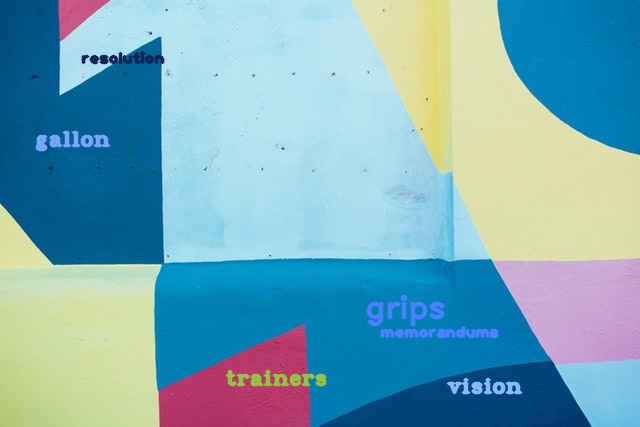 resolution
gallon
grips
memorandums
trainers
vision